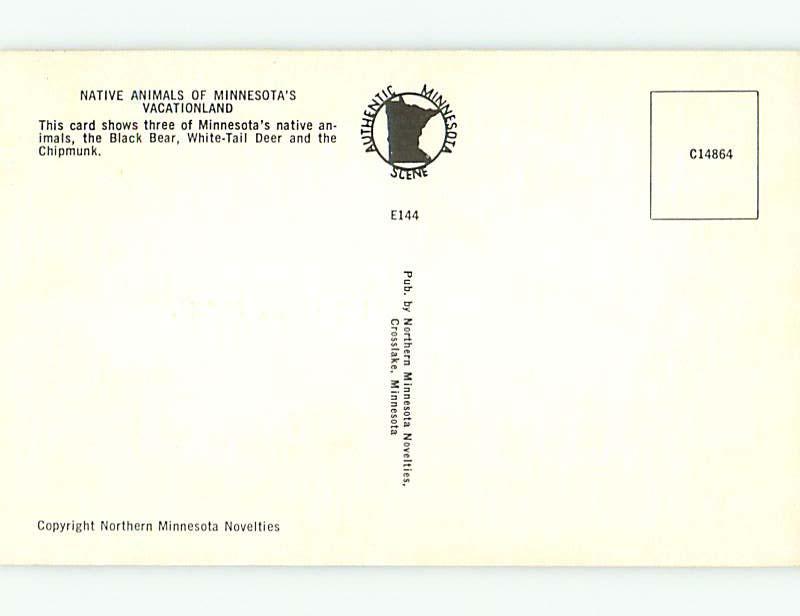 NATIVE ANIMALS OF MINNESOTA'S
VACATIONLAND
This card shows three of Minnesota's native an-
imals, the Black Bear, White-Tail Deer and the
Chipmunk.
AUTHENTIC MINNESOTA
SCENE
E144
C14864
Pub. by Northern Minnesota Novelties,
Crosslake, Minnesota
Copyright Northern Minnesota Novelties